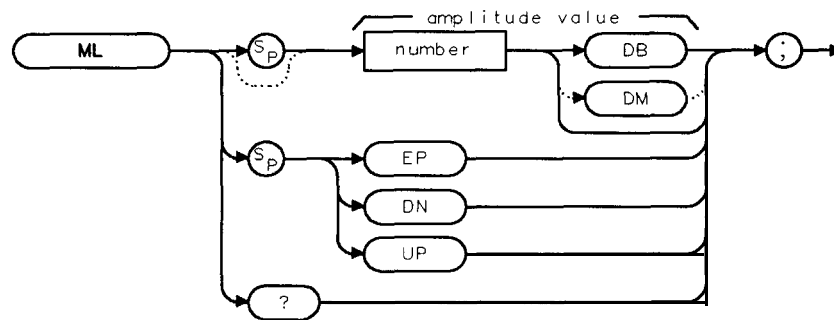 amplitude value
ML SP number DB ;
DM
SP EP
DN
UP
?